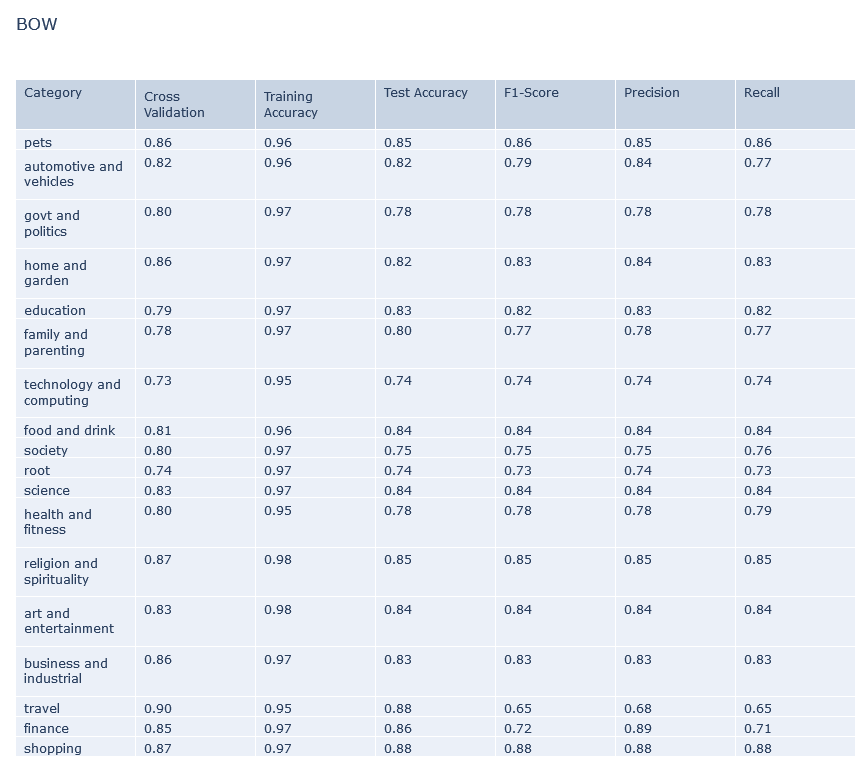 BOW
Category Cross Validation Training Accuracy Test Accuracy F1-Score Precision Recall
pets 0.86 0.96 0.85 0.86 0.85 0.86
automotive and vehicles 0.82 0.96 0.82 0.79 0.84 0.77
govt and politics 0.80 0.97 0.78 0.78 0.78 0.78
home and garden 0.86 0.97 0.82 0.83 0.84 0.83
education 0.79 0.97 0.83 0.82 0.83 0.82
family and parenting 0.78 0.97 0.80 0.77 0.78 0.77
technology and computing 0.73 0.95 0.74 0.74 0.74 0.74
food and drink 0.81 0.96 0.84 0.84 0.84 0.84
society 0.80 0.97 0.75 0.75 0.75 0.76
root 0.74 0.97 0.74 0.73 0.74 0.73
science 0.83 0.97 0.84 0.84 0.84 0.84
health and fitness 0.80 0.95 0.78 0.78 0.78 0.79
religion and spirituality 0.87 0.98 0.85 0.85 0.85 0.85
art and entertainment 0.83 0.98 0.84 0.84 0.84 0.84
business and industrial 0.86 0.97 0.83 0.83 0.83 0.83
travel 0.90 0.95 0.88 0.65 0.68 0.65
finance 0.85 0.97 0.86 0.72 0.89 0.71
shopping 0.87 0.97 0.88 0.88 0.88 0.88